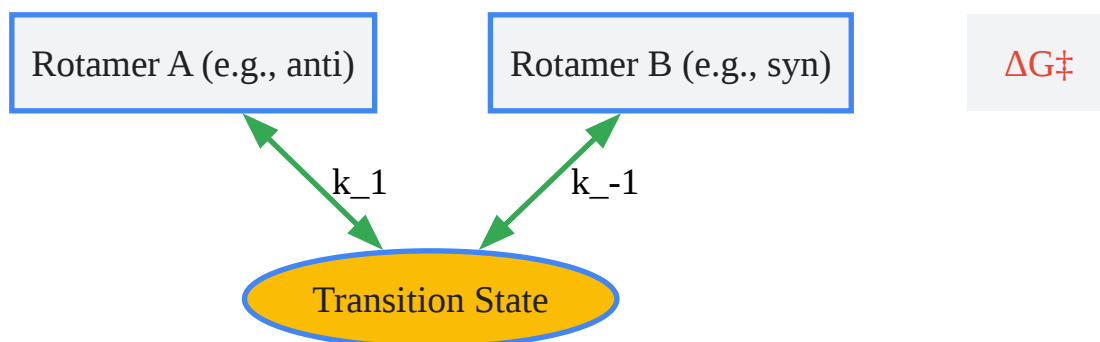 Rotamer A (e.g., anti)
Rotamer B (e.g., syn)
ΔG‡
k_1
k_-1
Transition State